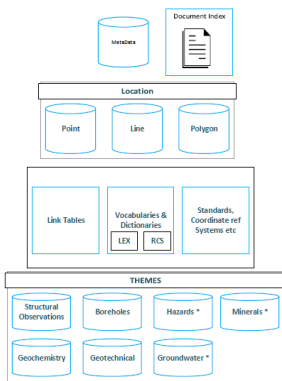 MetaData
Document Index
Location
Point
Line
Polygon
Link Tables
Vocabularies &
Dictionaries
LEX
RCS
Standards,
Coordinate ref
Systems etc
THEMES
Structural
Observations
Boreholes
Hazards *
Minerals *
Geochemistry
Geotechnical
Groundwater *